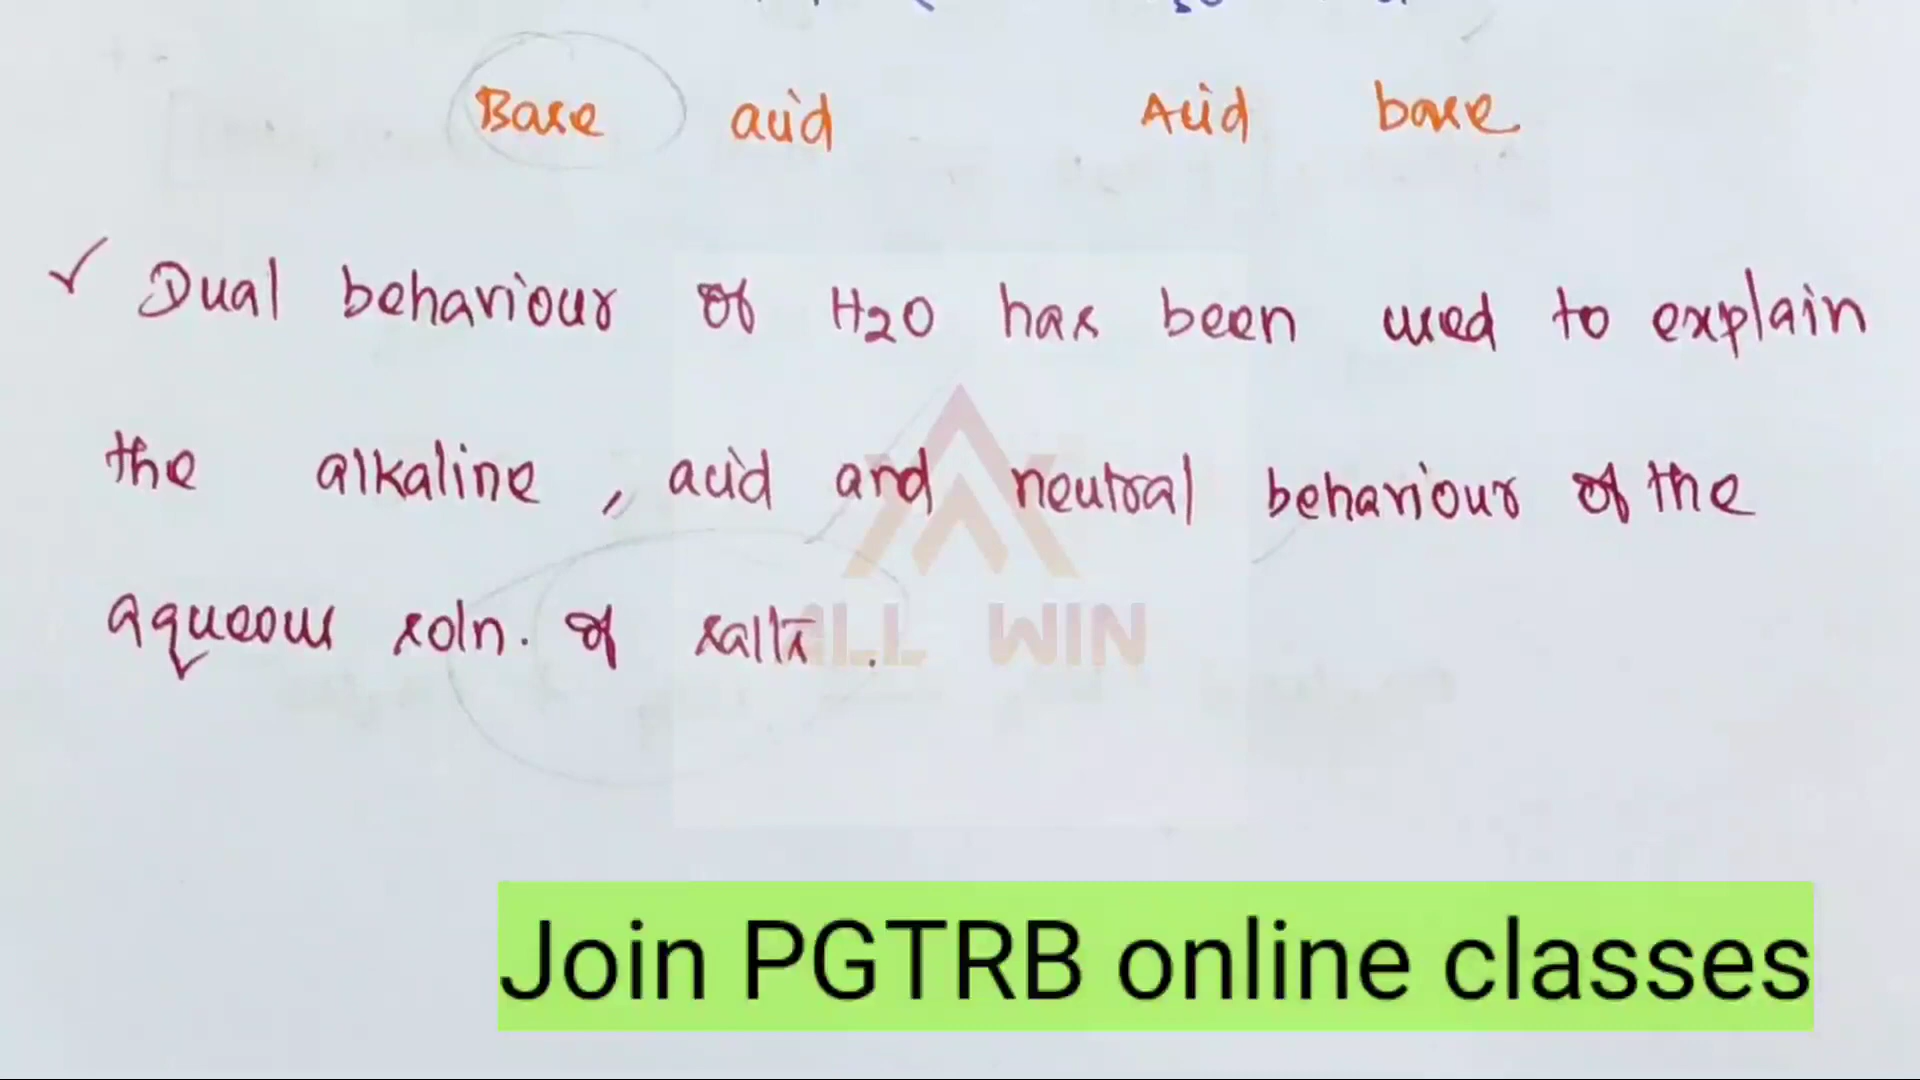 Base acid Acid base
✓ Dual behaviour of H2O has been used to explain
the alkaline, acid and neutral behaviour of the
aqueous soln. of salts.
ALL WIN
Join PGTRB online classes